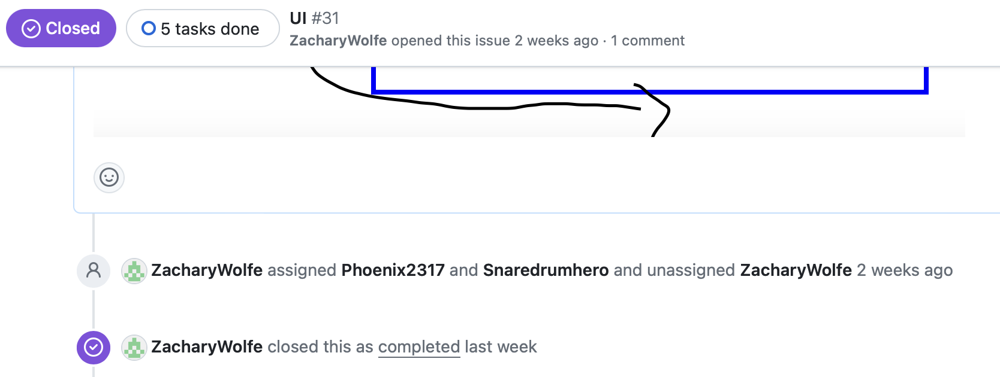 Closed
5 tasks done
UI #31
ZacharyWolfe opened this issue 2 weeks ago · 1 comment
ZacharyWolfe assigned Phoenix2317 and Snaredrumhero and unassigned ZacharyWolfe 2 weeks ago
ZacharyWolfe closed this as completed last week